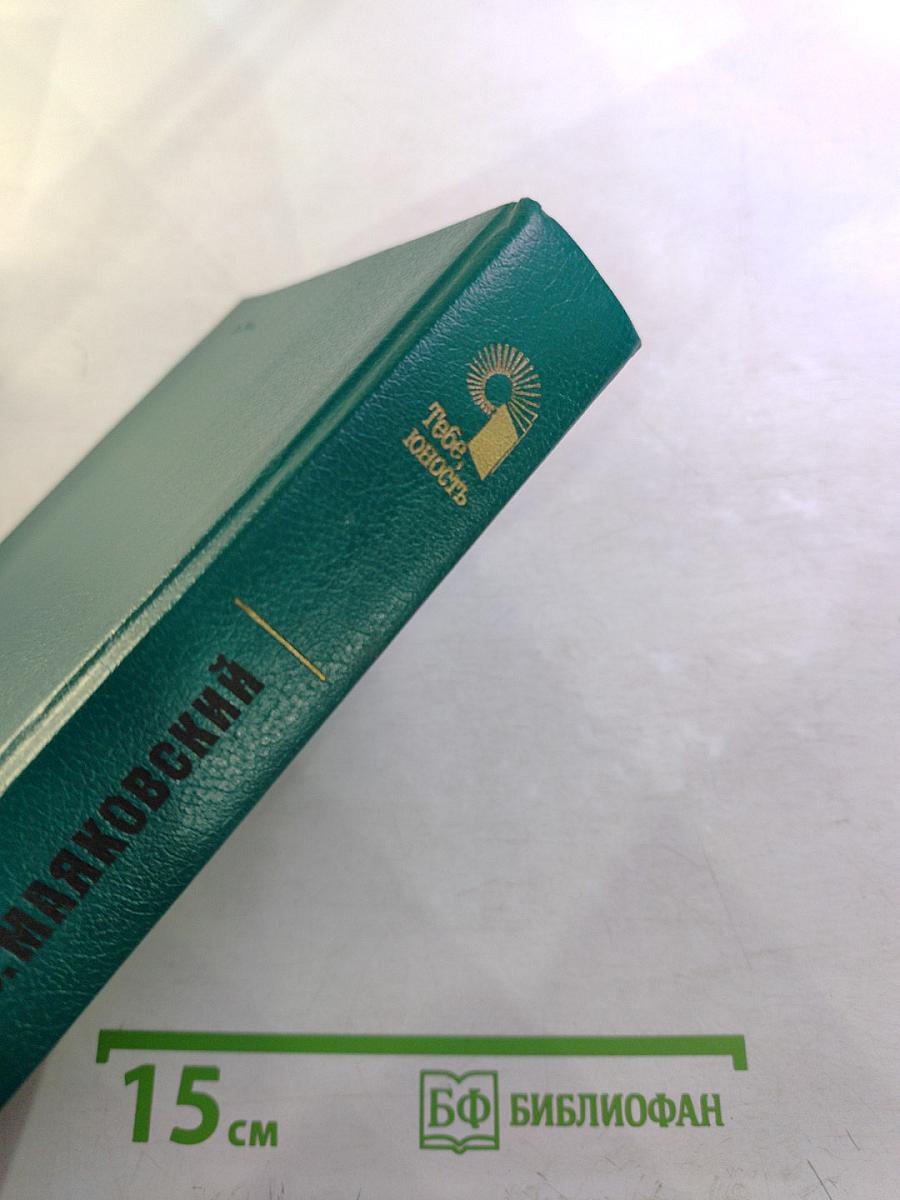 Тебе,
юность
. МАЯКОВСКИЙ
15 см
БФ БИБЛИОФАН